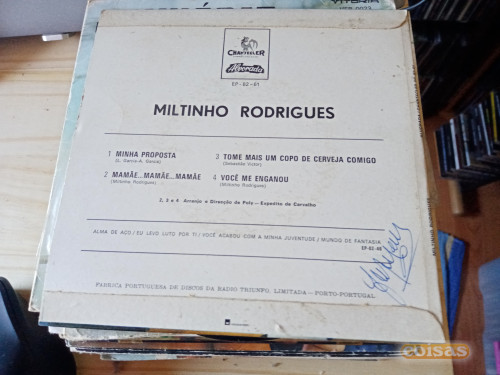 VITÓRIA
CHANTECLER
Alvorada
EP-62-61
MILTINHO RODRIGUES
1 MINHA PROPOSTA
(L. Garcia-A. Garcia)
2 MAMÃE...MAMÃE...MAMÃE
(Miltinho Rodrigues)
3 TOME MAIS UM COPO DE CERVEJA COMIGO
(Sebastião Victor)
4 VOCÊ ME ENGANOU
(Miltinho Rodrigues)
2, 3 e 4 Arranjo e Direcção de Poly — Expedito de Carvalho
ALMA DE AÇO / EU LEVO LUTO POR TI / VOCÊ ACABOU COM A MINHA JUVENTUDE / MUNDO DE FANTASIA
EP-62-60
FABRICA PORTUGUESA DE DISCOS DA RADIO TRIUNFO, LIMITADA — PORTO-PORTUGAL
coisas